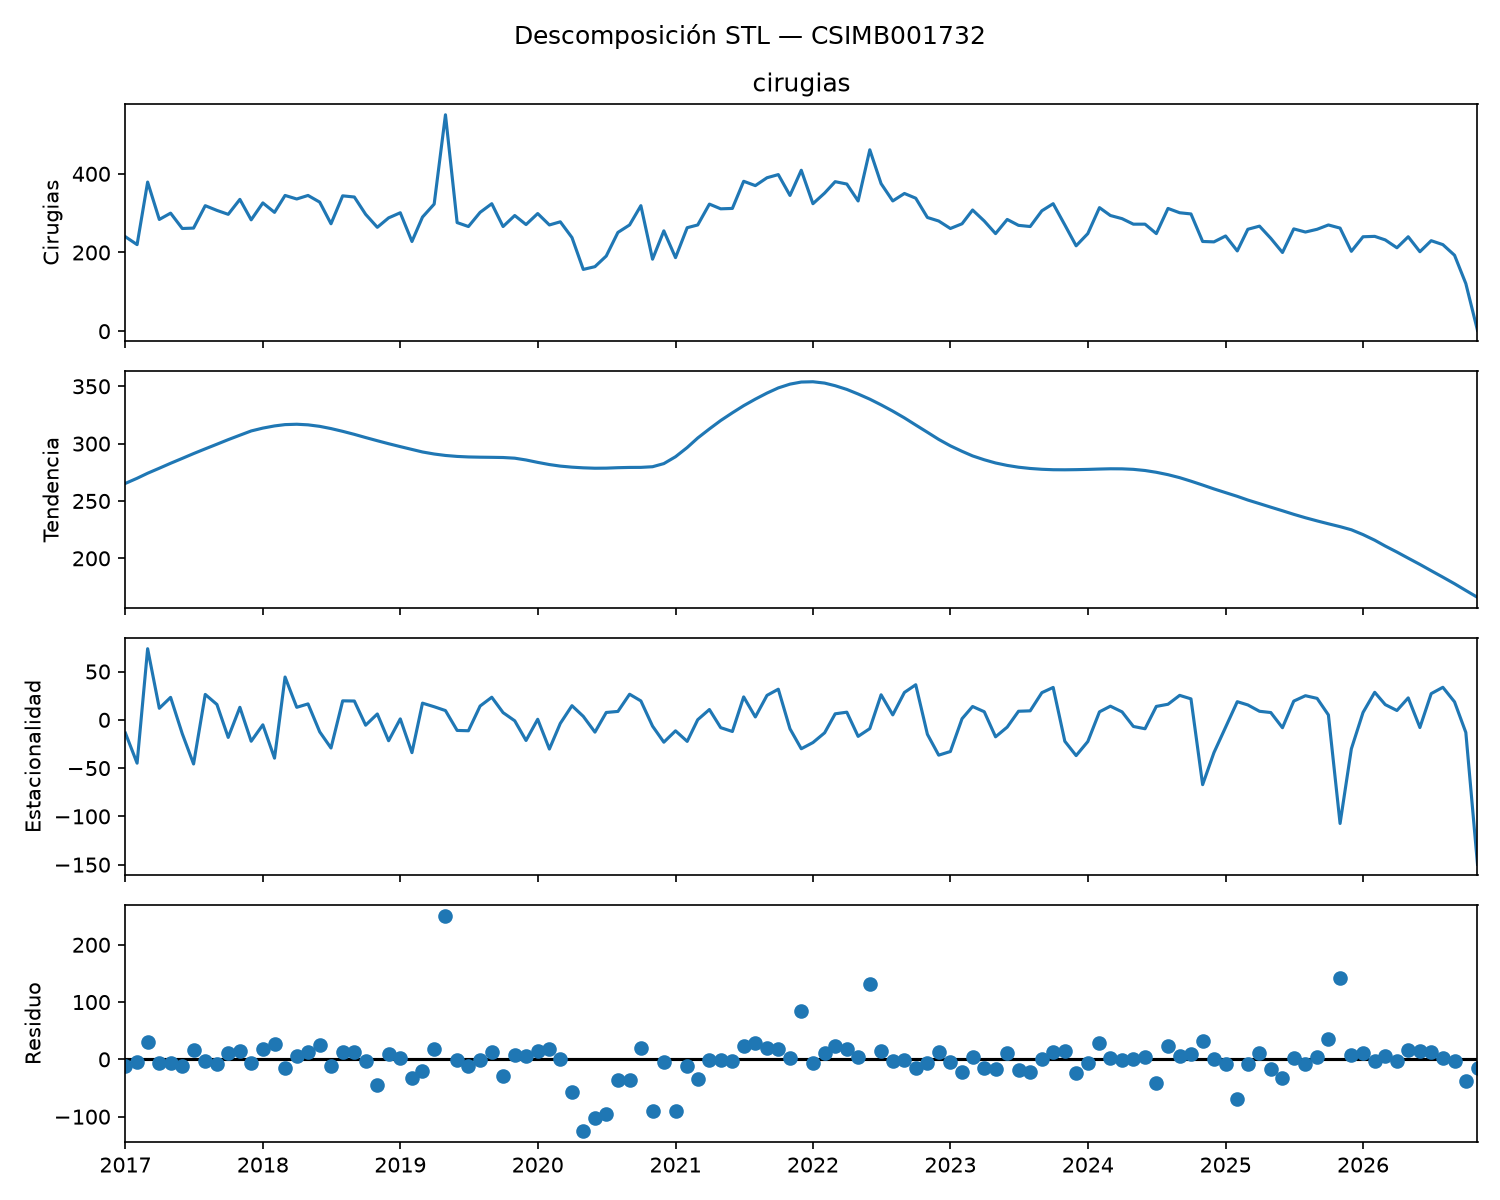 Descomposición STL — CSIMB001732
cirugias
Cirugias
400
200
0
Tendencia
350
300
250
200
Estacionalidad
50
0
−50
−100
−150
Residuo
200
100
0
−100
2017 2018 2019 2020 2021 2022 2023 2024 2025 2026